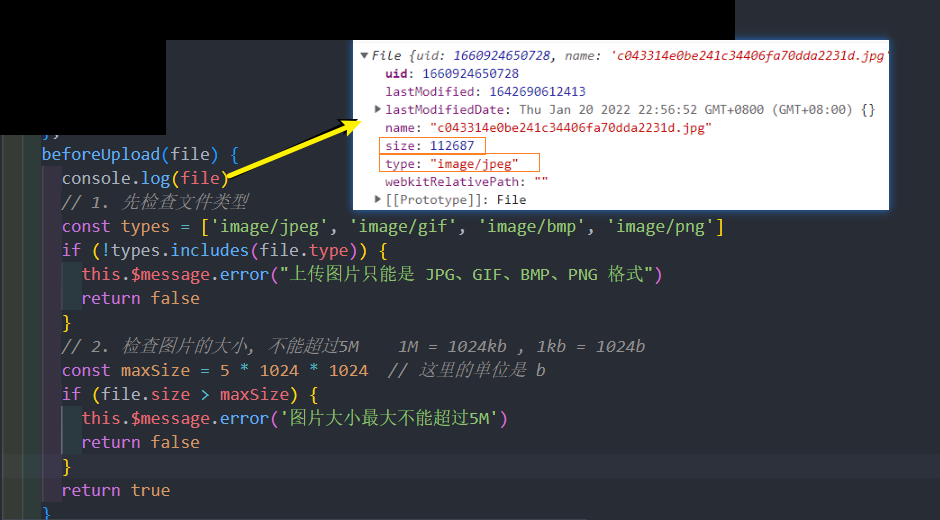 ▼File {uid: 1660924650728, name: 'c043314e0be241c34406fa70dda2231d.jpg'
uid: 1660924650728
lastModified: 1642690612413
▶lastModifiedDate: Thu Jan 20 2022 22:56:52 GMT+0800 (GMT+08:00) {}
name: "c043314e0be241c34406fa70dda2231d.jpg"
size: 112687
type: "image/jpeg"
webkitRelativePath: ""
▶[[Prototype]]: File
},
beforeUpload(file) {
console.log(file)
// 1. 先检查文件类型
const types = ['image/jpeg', 'image/gif', 'image/bmp', 'image/png']
if (!types.includes(file.type)) {
this.$message.error("上传图片只能是 JPG、GIF、BMP、PNG 格式")
return false
}
// 2. 检查图片的大小, 不能超过5M    1M = 1024kb , 1kb = 1024b
const maxSize = 5 * 1024 * 1024  // 这里的单位是 b
if (file.size > maxSize) {
this.$message.error('图片大小最大不能超过5M')
return false
}
return true
}